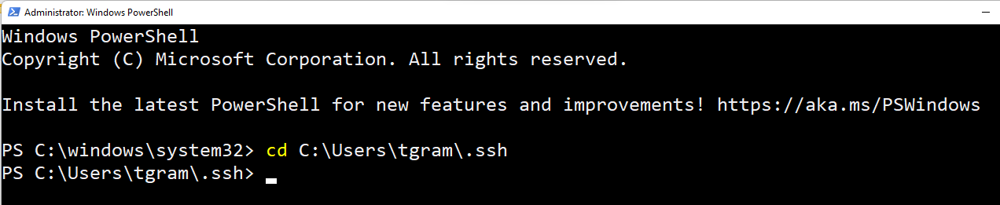 Administrator: Windows PowerShell
Windows PowerShell
Copyright (C) Microsoft Corporation. All rights reserved.
Install the latest PowerShell for new features and improvements! https://aka.ms/PSWindows
PS C:\windows\system32> cd C:\Users\tgram\.ssh
PS C:\Users\tgram\.ssh>